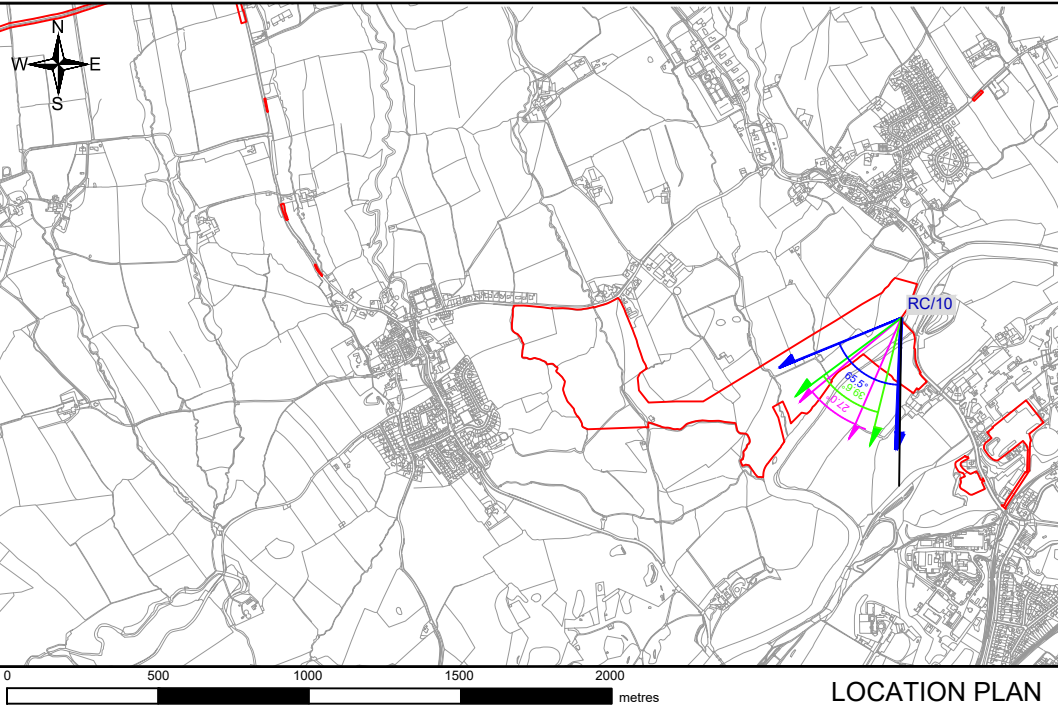 N
W E
S
RC/10
65.5°
39.6°
27.0°
0 500 1000 1500 2000
metres
LOCATION PLAN